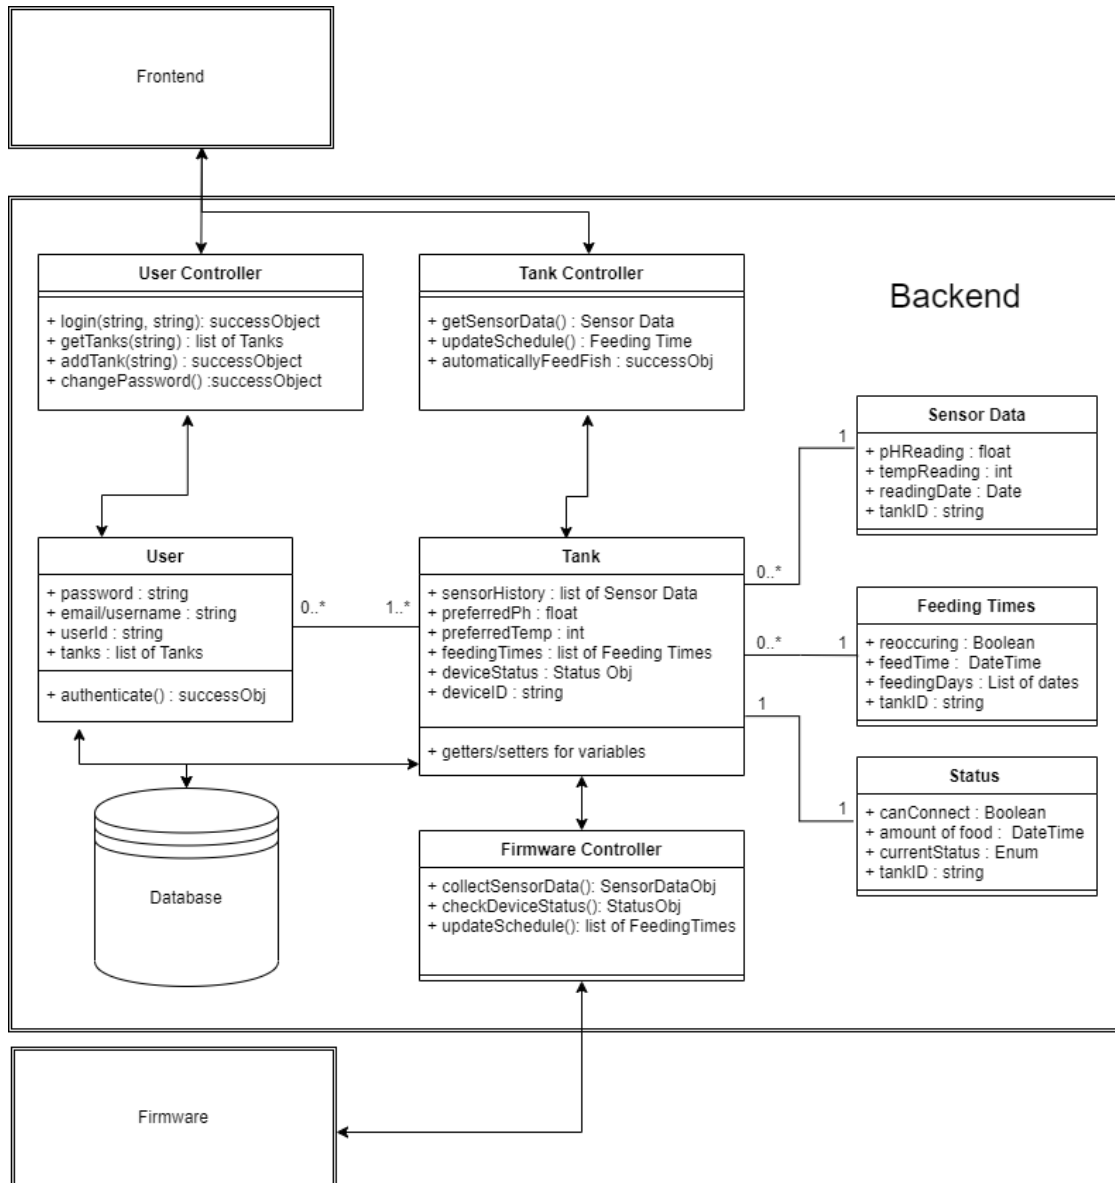 Frontend
Backend
User Controller
+ login(string, string): successObject
+ getTanks(string) : list of Tanks
+ addTank(string) : successObject
+ changePassword() :successObject
Tank Controller
+ getSensorData() : Sensor Data
+ updateSchedule() : Feeding Time
+ automaticallyFeedFish : successObj
Sensor Data
+ pHReading : float
+ tempReading : int
+ readingDate : Date
+ tankID : string
1
0..*
User
+ password : string
+ email/username : string
+ userId : string
+ tanks : list of Tanks
+ authenticate() : successObj
0..*
1..*
Tank
+ sensorHistory : list of Sensor Data
+ preferredPh : float
+ preferredTemp : int
+ feedingTimes : list of Feeding Times
+ deviceStatus : Status Obj
+ deviceID : string
+ getters/setters for variables
0..*
1
Feeding Times
+ reoccuring : Boolean
+ feedTime :  DateTime
+ feedingDays : List of dates
+ tankID : string
1
1
Status
+ canConnect : Boolean
+ amount of food :  DateTime
+ currentStatus : Enum
+ tankID : string
Database
Firmware Controller
+ collectSensorData(): SensorDataObj
+ checkDeviceStatus(): StatusObj
+ updateSchedule(): list of FeedingTimes
Firmware